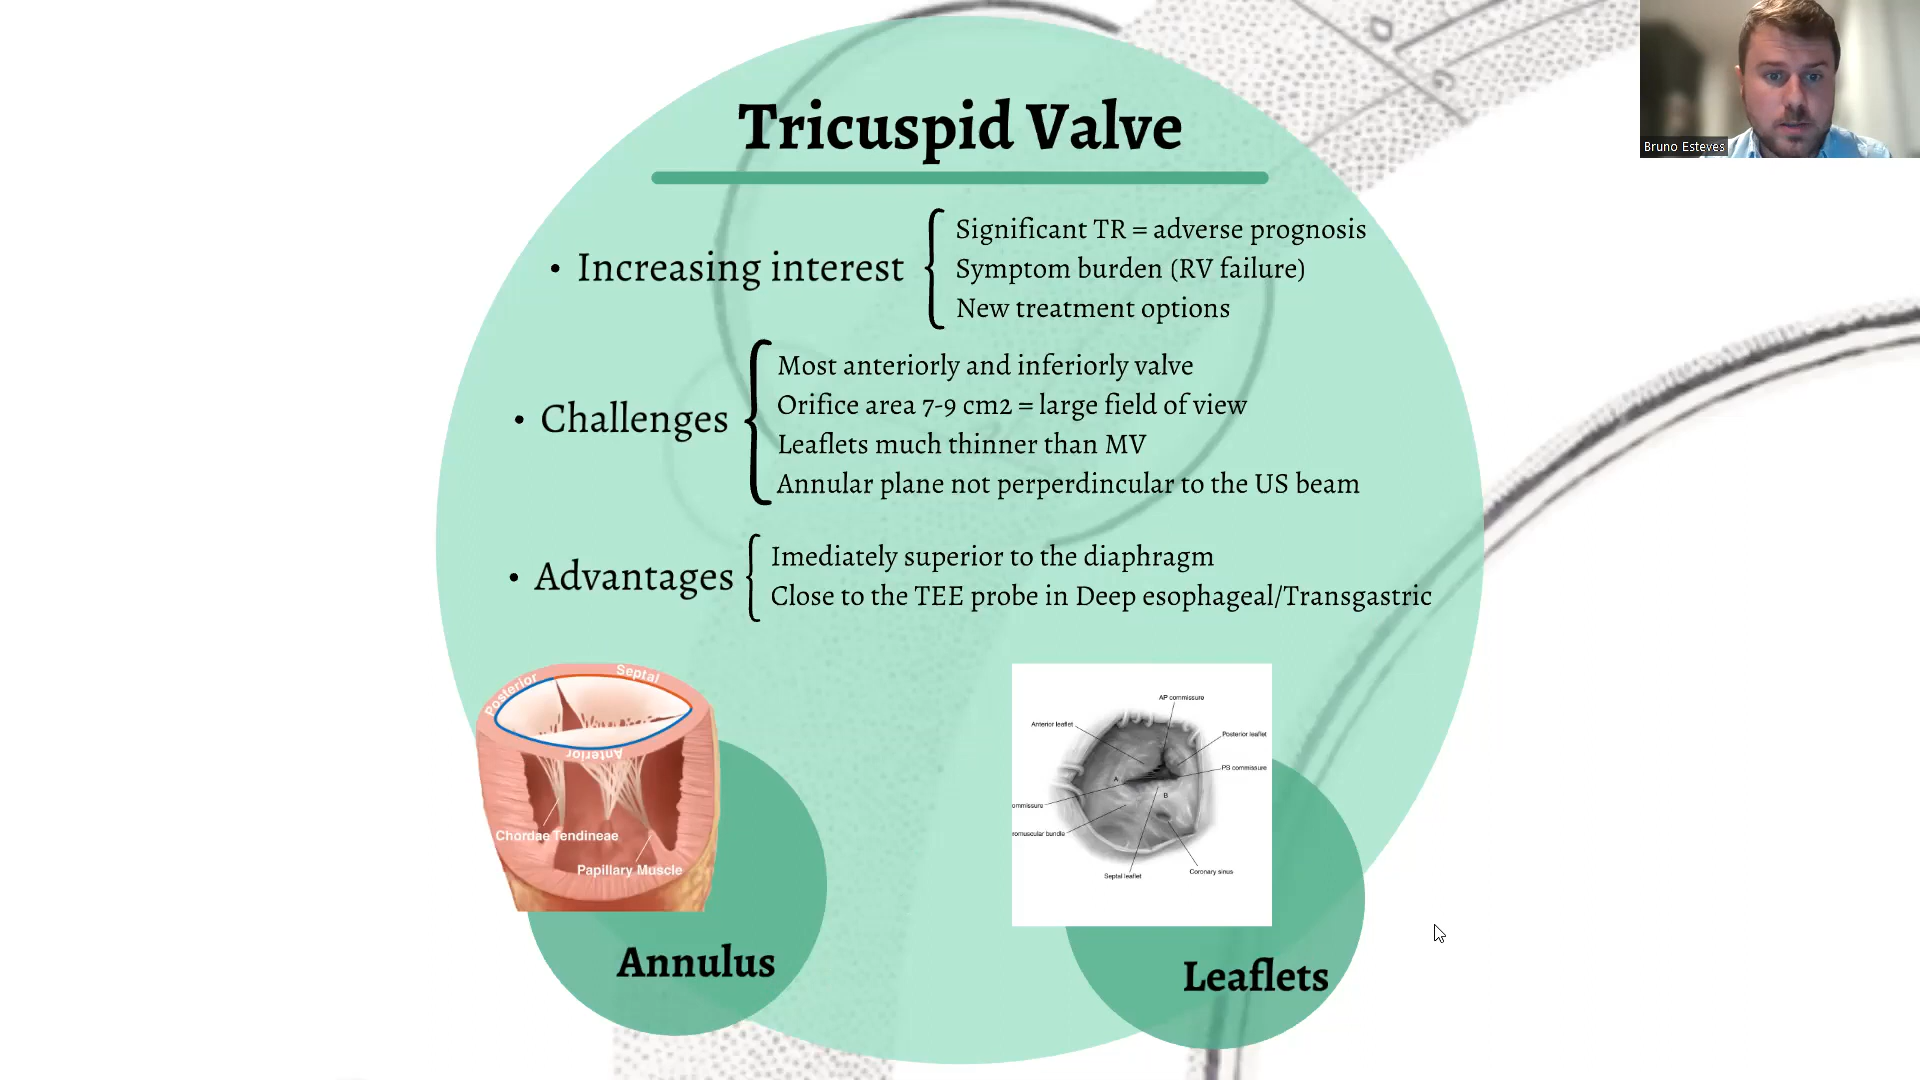 Tricuspid Valve
Bruno Esteves
• Increasing interest
Significant TR = adverse prognosis
Symptom burden (RV failure)
New treatment options
• Challenges
Most anteriorly and inferiorly valve
Orifice area 7-9 cm2 = large field of view
Leaflets much thinner than MV
Annular plane not perperdincular to the US beam
• Advantages
Imediately superior to the diaphragm
Close to the TEE probe in Deep esophageal/Transgastric
Posterior
Septal
Anterior
Chordae Tendineae
Papillary Muscle
Annulus
AP commissure
Anterior leaflet
Posterior leaflet
PS commissure
A
B
ommissure
romuscular bundle
Septal leaflet
Coronary sinus
Leaflets
D